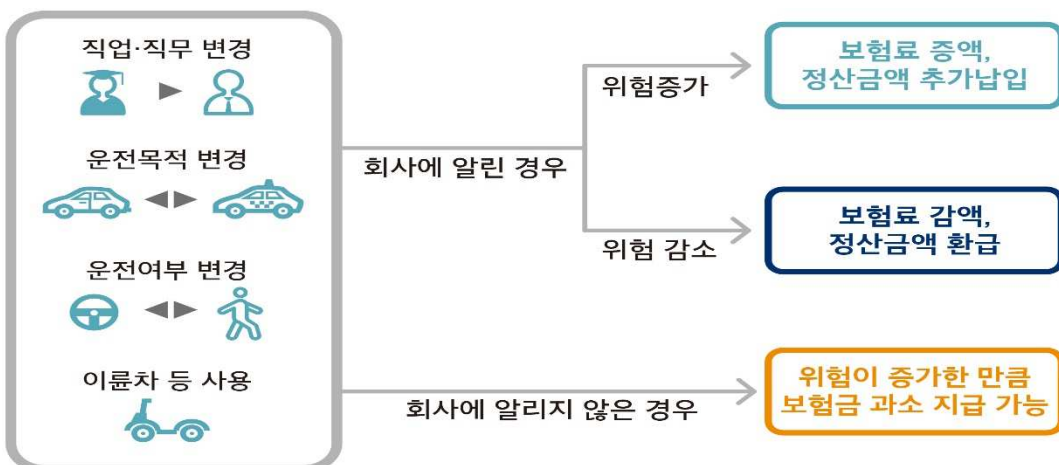 직업·직무 변경
운전목적 변경
운전여부 변경
이륜차 등 사용
회사에 알린 경우
위험증가
보험료 증액,
정산금액 추가납입
위험 감소
보험료 감액,
정산금액 환급
회사에 알리지 않은 경우
위험이 증가한 만큼
보험금 과소 지급 가능